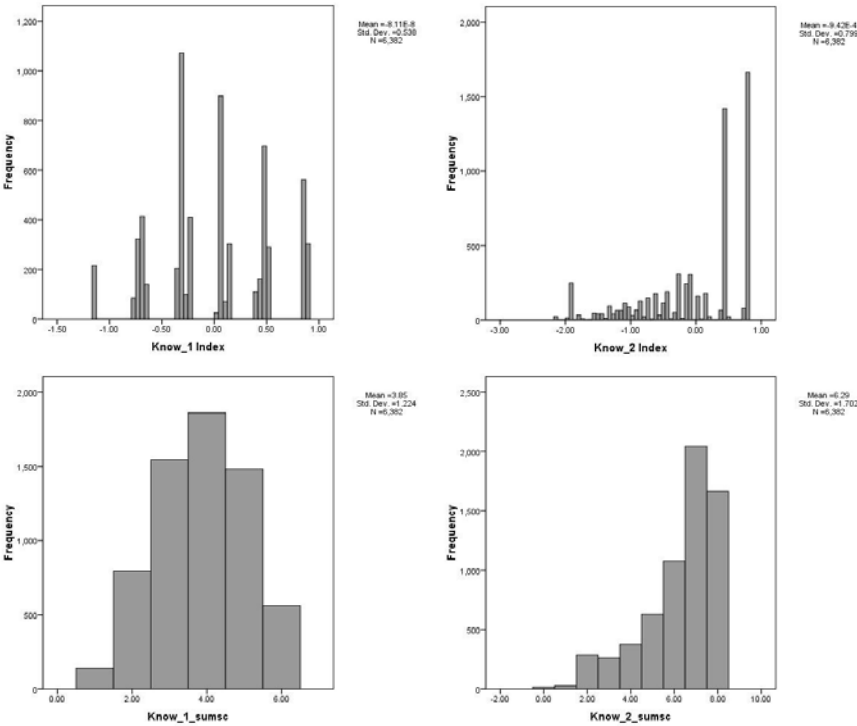 1,200
1,000
800
600
400
200
0
Frequency
-1.50
-1.00
-0.50
0.00
0.50
1.00
Know_1 Index
Mean =-8.11E-8
Std. Dev. =0.538
N =6,382
2,000
1,500
1,000
500
0
Frequency
-3.00
-2.00
-1.00
0.00
1.00
Know_2 Index
Mean =-9.42E-4
Std. Dev. =0.799
N =6,382
2,000
1,500
1,000
500
0
Frequency
0.00
2.00
4.00
6.00
Know_1_sumsc
Mean =3.85
Std. Dev. =1.224
N =6,382
2,500
2,000
1,500
1,000
500
0
Frequency
-2.00
0.00
2.00
4.00
6.00
8.00
10.00
Know_2_sumsc
Mean =6.29
Std. Dev. =1.702
N =6,382